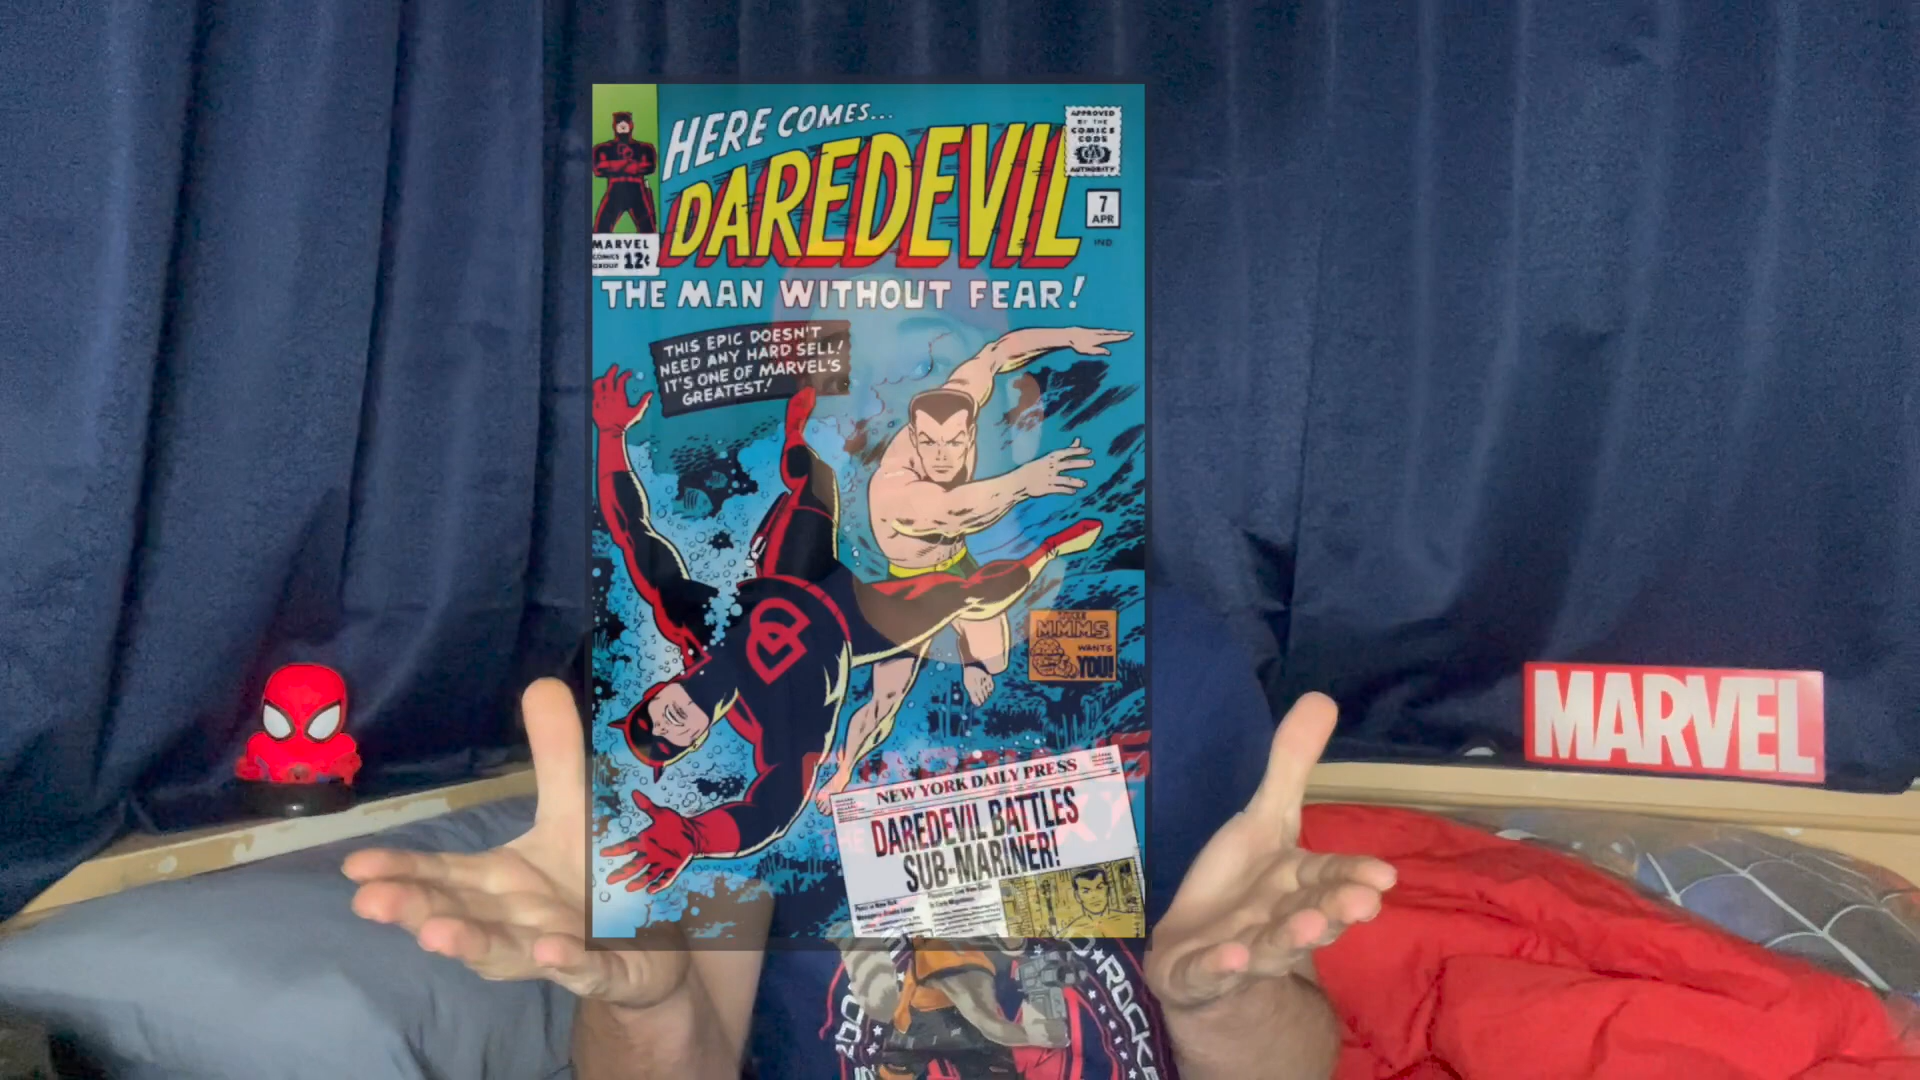 HERE COMES...
DAREDEVIL
APPROVED
BY THE
COMICS
CODE
AUTHORITY
7
APR
IND.
MARVEL
COMICS
GROUP
12¢
THE MAN WITHOUT FEAR!
THIS EPIC DOESN'T
NEED ANY HARD SELL!
IT'S ONE OF MARVEL'S
GREATEST!
M.M.M.S.
WANTS
YOU!
NEW YORK DAILY PRESS
DAREDEVIL BATTLES
SUB-MARINER!
MARVEL
ROCKE